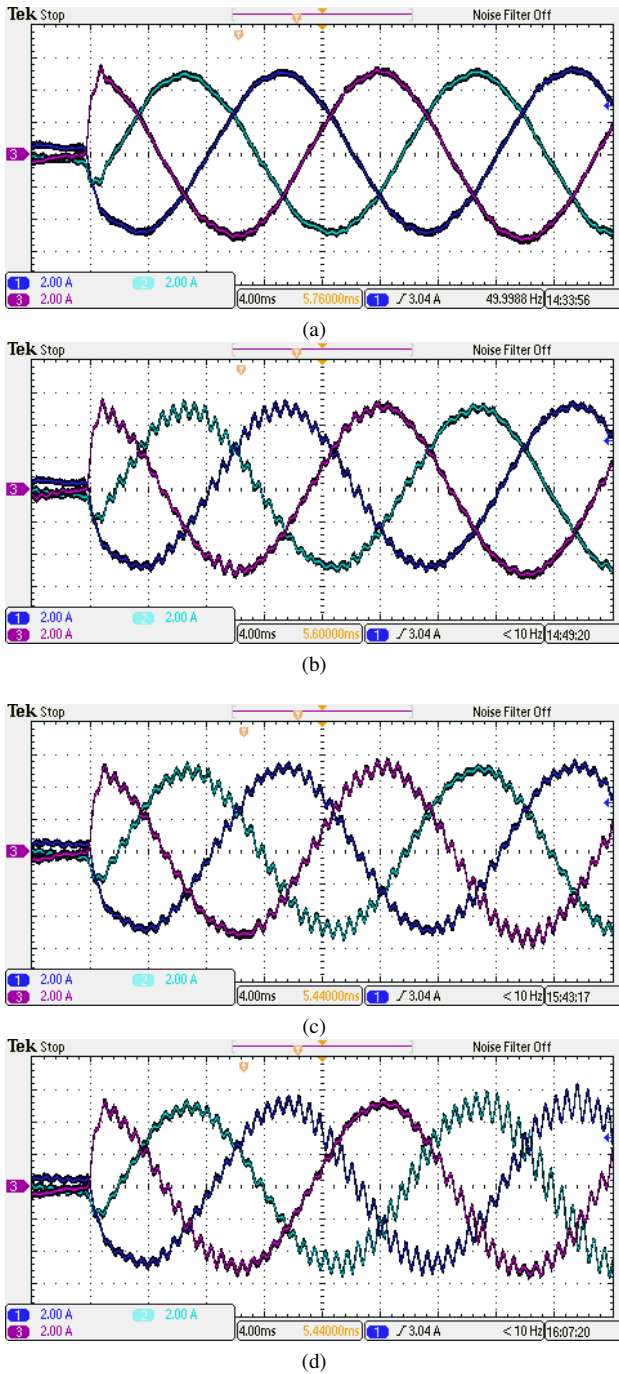 Tek Stop Noise Filter Off
T
T
3
1 2.00 A 2 2.00 A
3 2.00 A 4.00ms 5.76000ms 1 3.04 A 49.9988 Hz 14:33:56
(a)
Tek Stop Noise Filter Off
T
T
3
1 2.00 A 2 2.00 A
3 2.00 A 4.00ms 5.60000ms 1 3.04 A < 10 Hz 14:49:20
(b)
Tek Stop Noise Filter Off
T
T
3
1 2.00 A 2 2.00 A
3 2.00 A 4.00ms 5.44000ms 1 3.04 A < 10 Hz 15:43:17
(c)
Tek Stop Noise Filter Off
T
T
3
1 2.00 A 2 2.00 A
3 2.00 A 4.00ms 5.44000ms 1 3.04 A < 10 Hz 16:07:20
(d)